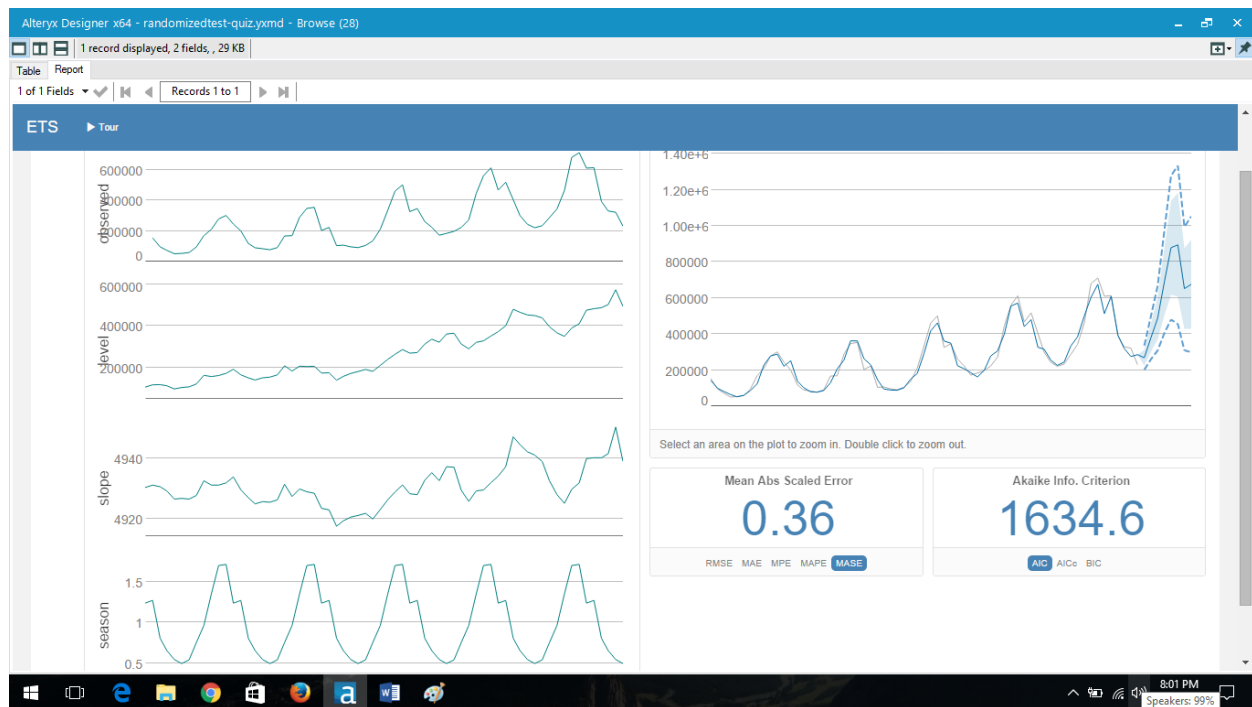 Alteryx Designer x64 - randomizedtest-quiz.yxmd - Browse (28)
1 record displayed, 2 fields, , 29 KB
Table Report
1 of 1 Fields Records 1 to 1
ETS Tour
600000
400000
200000
0
observed
600000
400000
200000
level
4940
4920
slope
1.5
1
0.5
season
1.40e+6
1.20e+6
1.00e+6
800000
600000
400000
200000
0
Select an area on the plot to zoom in. Double click to zoom out.
Mean Abs Scaled Error
0.36
RMSE MAE MPE MAPE MASE
Akaike Info. Criterion
1634.6
AIC AICc BIC
8:01 PM
Speakers: 99%